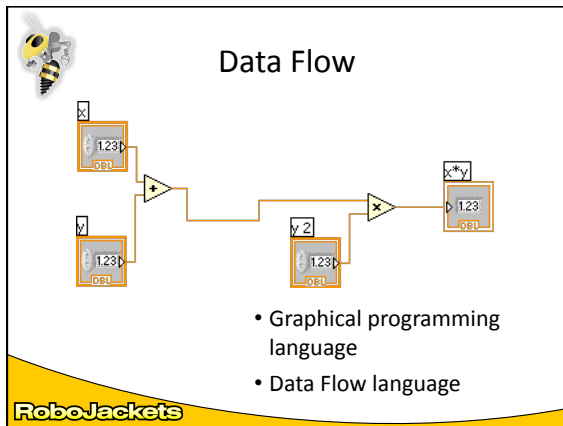 Data Flow
x
1.23
DBL
+
y
1.23
DBL
y 2
1.23
DBL
×
x*y
1.23
DBL
• Graphical programming
language
• Data Flow language
RoboJackets